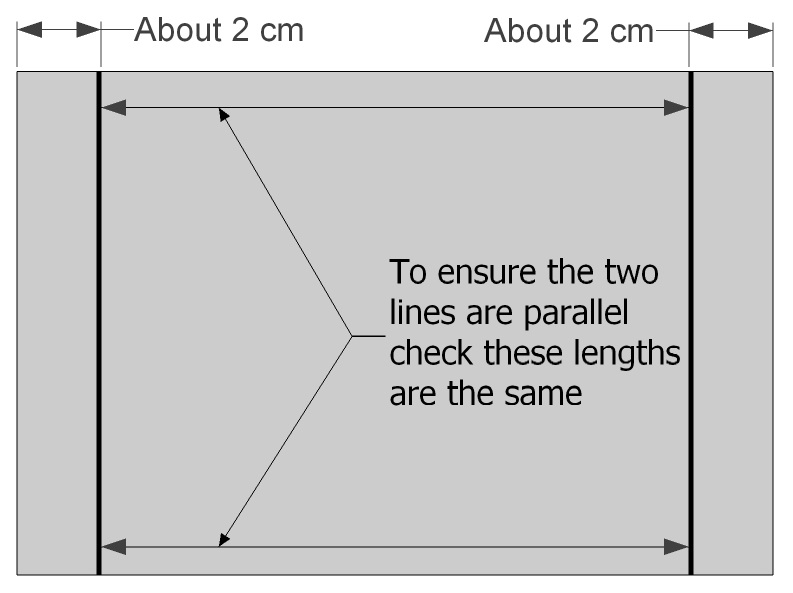 About 2 cm
About 2 cm
To ensure the two
lines are parallel
check these lengths
are the same